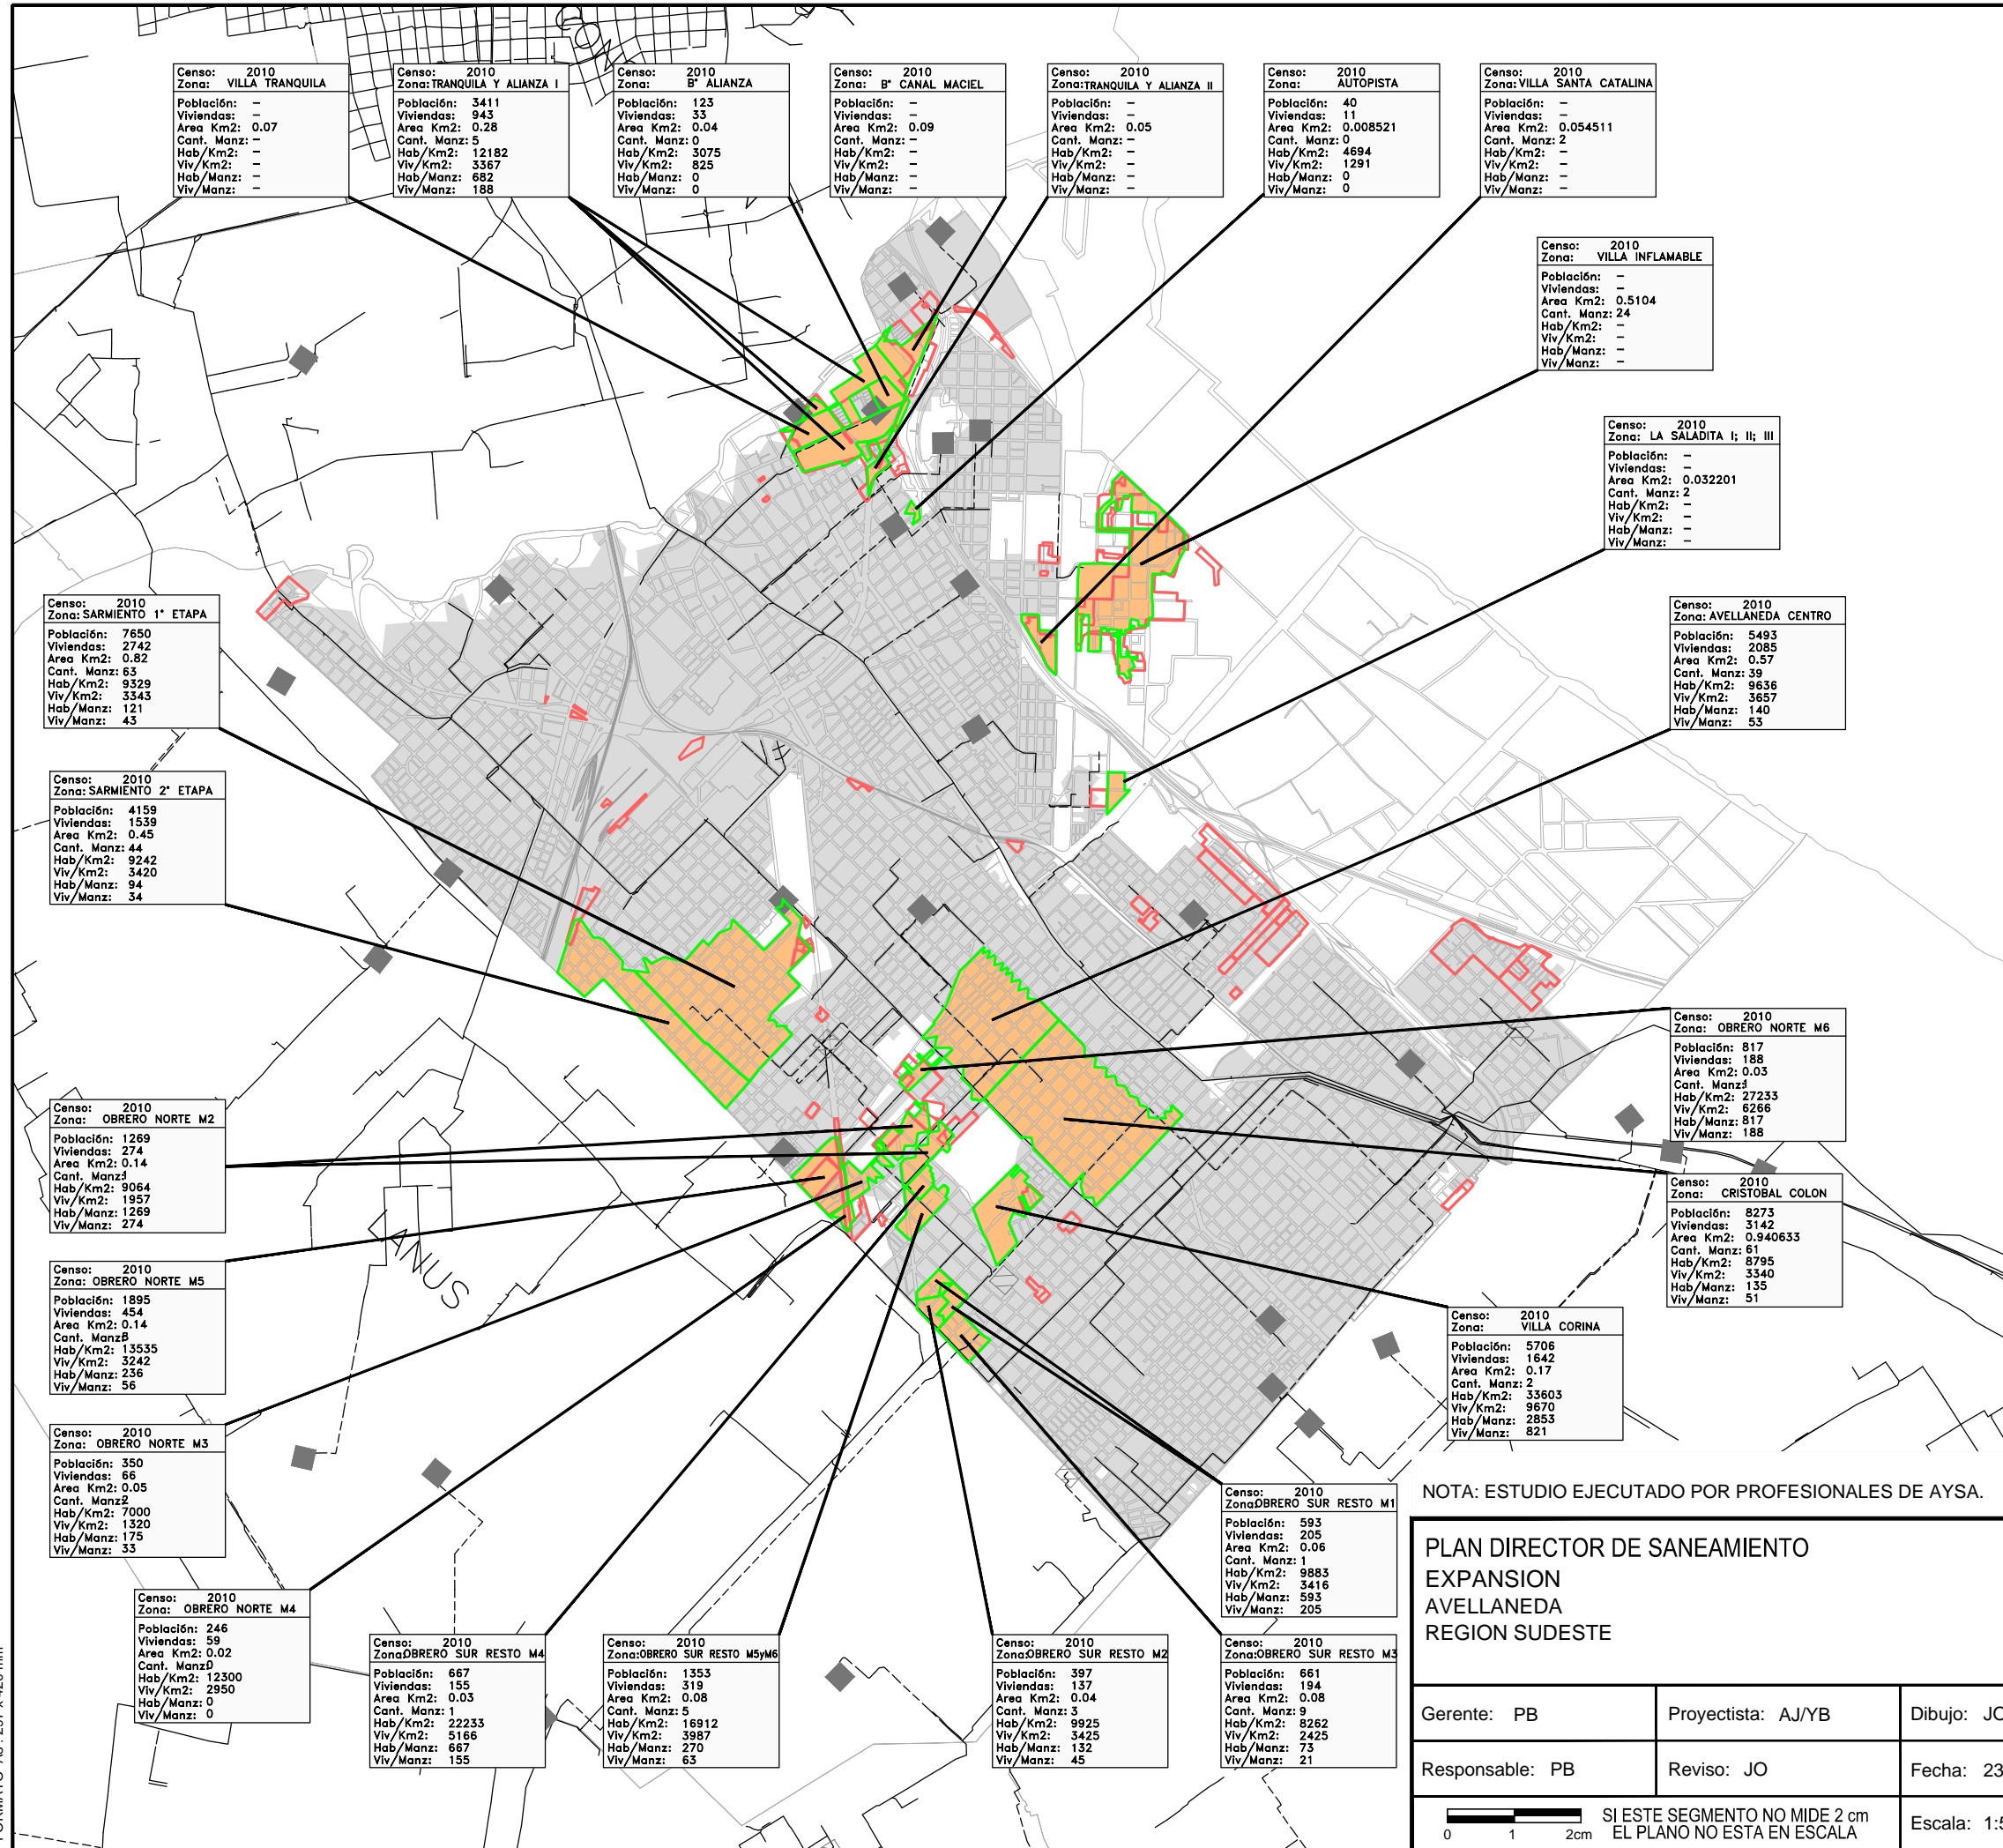 Censo: 2010
Zona: VILLA TRANQUILA
Población: -
Viviendas: -
Area Km2: 0.07
Cant. Manz: -
Hab/Km2: -
Viv/Km2: -
Hab/Manz: -
Viv/Manz: -
Censo: 2010
Zona: TRANQUILA Y ALIANZA I
Población: 3411
Viviendas: 943
Area Km2: 0.28
Cant. Manz: 5
Hab/Km2: 12182
Viv/Km2: 3367
Hab/Manz: 682
Viv/Manz: 188
Censo: 2010
Zona: B° ALIANZA
Población: 123
Viviendas: 33
Area Km2: 0.04
Cant. Manz: 0
Hab/Km2: 3075
Viv/Km2: 825
Hab/Manz: 0
Viv/Manz: 0
Censo: 2010
Zona: B° CANAL MACIEL
Población: -
Viviendas: -
Area Km2: 0.09
Cant. Manz: -
Hab/Km2: -
Viv/Km2: -
Hab/Manz: -
Viv/Manz: -
Censo: 2010
Zona: TRANQUILA Y ALIANZA II
Población: -
Viviendas: -
Area Km2: 0.05
Cant. Manz: -
Hab/Km2: -
Viv/Km2: -
Hab/Manz: -
Viv/Manz: -
Censo: 2010
Zona: AUTOPISTA
Población: 40
Viviendas: 11
Area Km2: 0.008521
Cant. Manz: 0
Hab/Km2: 4694
Viv/Km2: 1291
Hab/Manz: 0
Viv/Manz: 0
Censo: 2010
Zona: VILLA SANTA CATALINA
Población: -
Viviendas: -
Area Km2: 0.054511
Cant. Manz: 2
Hab/Km2: -
Viv/Km2: -
Hab/Manz: -
Viv/Manz: -
Censo: 2010
Zona: VILLA INFLAMABLE
Población: -
Viviendas: -
Area Km2: 0.5104
Cant. Manz: 24
Hab/Km2: -
Viv/Km2: -
Hab/Manz: -
Viv/Manz: -
Censo: 2010
Zona: LA SALADITA I; II; III
Población: -
Viviendas: -
Area Km2: 0.032201
Cant. Manz: 2
Hab/Km2: -
Viv/Km2: -
Hab/Manz: -
Viv/Manz: -
Censo: 2010
Zona: SARMIENTO 1° ETAPA
Población: 7650
Viviendas: 2742
Area Km2: 0.82
Cant. Manz: 63
Hab/Km2: 9329
Viv/Km2: 3343
Hab/Manz: 121
Viv/Manz: 43
Censo: 2010
Zona: AVELLANEDA CENTRO
Población: 5493
Viviendas: 2085
Area Km2: 0.57
Cant. Manz: 39
Hab/Km2: 9636
Viv/Km2: 3657
Hab/Manz: 140
Viv/Manz: 53
Censo: 2010
Zona: SARMIENTO 2° ETAPA
Población: 4159
Viviendas: 1539
Area Km2: 0.45
Cant. Manz: 44
Hab/Km2: 9242
Viv/Km2: 3420
Hab/Manz: 94
Viv/Manz: 34
Censo: 2010
Zona: OBRERO NORTE M6
Población: 817
Viviendas: 188
Area Km2: 0.03
Cant. Manz: 1
Hab/Km2: 27233
Viv/Km2: 6266
Hab/Manz: 817
Viv/Manz: 188
Censo: 2010
Zona: OBRERO NORTE M2
Población: 1269
Viviendas: 274
Area Km2: 0.14
Cant. Manz: 1
Hab/Km2: 9064
Viv/Km2: 1957
Hab/Manz: 1269
Viv/Manz: 274
LANUS
Censo: 2010
Zona: CRISTOBAL COLON
Población: 8273
Viviendas: 3142
Area Km2: 0.940633
Cant. Manz: 61
Hab/Km2: 8795
Viv/Km2: 3340
Hab/Manz: 135
Viv/Manz: 51
Censo: 2010
Zona: OBRERO NORTE M5
Población: 1895
Viviendas: 454
Area Km2: 0.14
Cant. Manz: 8
Hab/Km2: 13535
Viv/Km2: 3242
Hab/Manz: 236
Viv/Manz: 56
Censo: 2010
Zona: VILLA CORINA
Población: 5706
Viviendas: 1642
Area Km2: 0.17
Cant. Manz: 2
Hab/Km2: 33603
Viv/Km2: 9670
Hab/Manz: 2853
Viv/Manz: 821
Censo: 2010
Zona: OBRERO NORTE M3
Población: 350
Viviendas: 66
Area Km2: 0.05
Cant. Manz: 2
Hab/Km2: 7000
Viv/Km2: 1320
Hab/Manz: 175
Viv/Manz: 33
Censo: 2010
Zona: OBRERO SUR RESTO M1
Población: 593
Viviendas: 205
Area Km2: 0.06
Cant. Manz: 1
Hab/Km2: 9883
Viv/Km2: 3416
Hab/Manz: 593
Viv/Manz: 205
Censo: 2010
Zona: OBRERO NORTE M4
Población: 246
Viviendas: 59
Area Km2: 0.02
Cant. Manz: 0
Hab/Km2: 12300
Viv/Km2: 2950
Hab/Manz: 0
Viv/Manz: 0
Censo: 2010
Zona: OBRERO SUR RESTO M4
Población: 667
Viviendas: 155
Area Km2: 0.03
Cant. Manz: 1
Hab/Km2: 22233
Viv/Km2: 5166
Hab/Manz: 667
Viv/Manz: 155
Censo: 2010
Zona: OBRERO SUR RESTO M5yM6
Población: 1353
Viviendas: 319
Area Km2: 0.08
Cant. Manz: 5
Hab/Km2: 16912
Viv/Km2: 3987
Hab/Manz: 270
Viv/Manz: 63
Censo: 2010
Zona: OBRERO SUR RESTO M2
Población: 397
Viviendas: 137
Area Km2: 0.04
Cant. Manz: 3
Hab/Km2: 9925
Viv/Km2: 3425
Hab/Manz: 132
Viv/Manz: 45
Censo: 2010
Zona: OBRERO SUR RESTO M3
Población: 661
Viviendas: 194
Area Km2: 0.08
Cant. Manz: 9
Hab/Km2: 8262
Viv/Km2: 2425
Hab/Manz: 73
Viv/Manz: 21
NOTA: ESTUDIO EJECUTADO POR PROFESIONALES DE AYSA.
PLAN DIRECTOR DE SANEAMIENTO
EXPANSION
AVELLANEDA
REGION SUDESTE
Gerente: PB
Proyectista: AJ/YB
Dibujo: JO
Responsable: PB
Reviso: JO
Fecha: 23
0 1 2cm
SI ESTE SEGMENTO NO MIDE 2 cm
EL PLANO NO ESTA EN ESCALA
Escala: 1:5